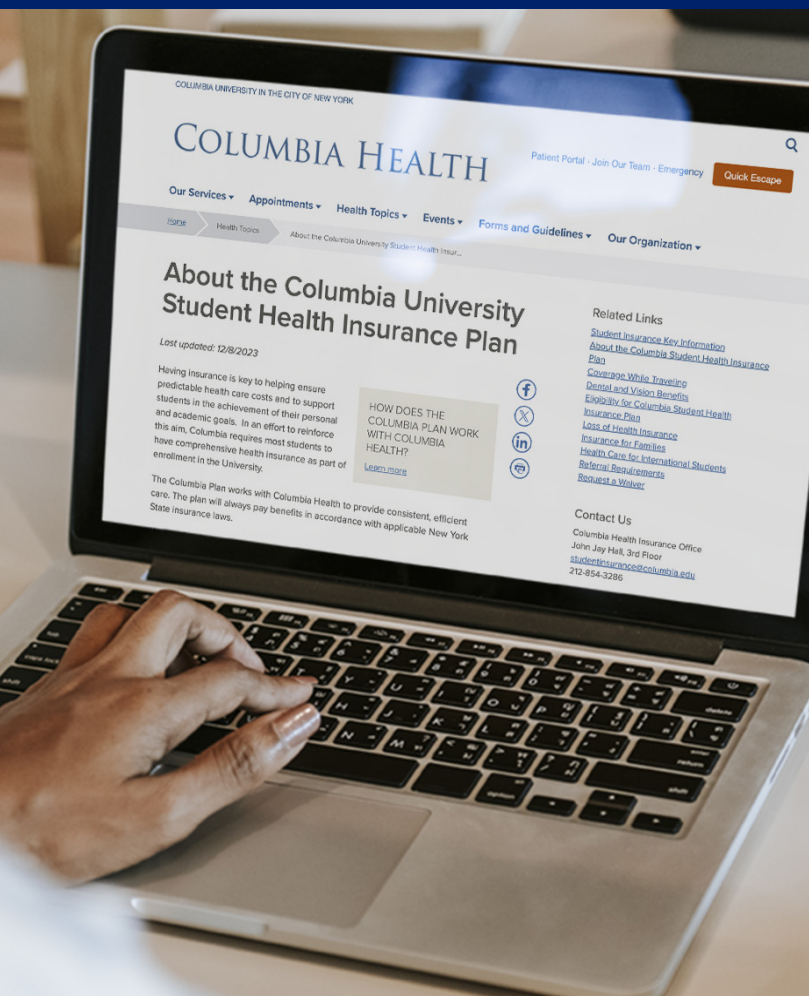 COLUMBIA UNIVERSITY IN THE CITY OF NEW YORK
COLUMBIA HEALTH
Patient Portal · Join Our Team · Emergency
Quick Escape
Our Services
Appointments
Health Topics
Events
Forms and Guidelines
Our Organization
Home
Health Topics
About the Columbia University Student Health Insur...
About the Columbia University
Student Health Insurance Plan
Last updated: 12/8/2023
Having insurance is key to helping ensure
predictable health care costs and to support
students in the achievement of their personal
and academic goals. In an effort to reinforce
this aim, Columbia requires most students to
have comprehensive health insurance as part of
enrollment in the University.
HOW DOES THE
COLUMBIA PLAN WORK
WITH COLUMBIA
HEALTH?
Learn more
The Columbia Plan works with Columbia Health to provide consistent, efficient
care. The plan will always pay benefits in accordance with applicable New York
State insurance laws.
Related Links
Student Insurance Key Information
About the Columbia Student Health Insurance
Plan
Coverage While Traveling
Dental and Vision Benefits
Eligibility for Columbia Student Health
Insurance Plan
Loss of Health Insurance
Insurance for Families
Health Care for International Students
Referral Requirements
Request a Waiver
Contact Us
Columbia Health Insurance Office
John Jay Hall, 3rd Floor
studentinsurance@columbia.edu
212-854-3286
esc
tab
caps lock
shift
delete
enter
return
shift
option
Y U I O P
H J K L
N M